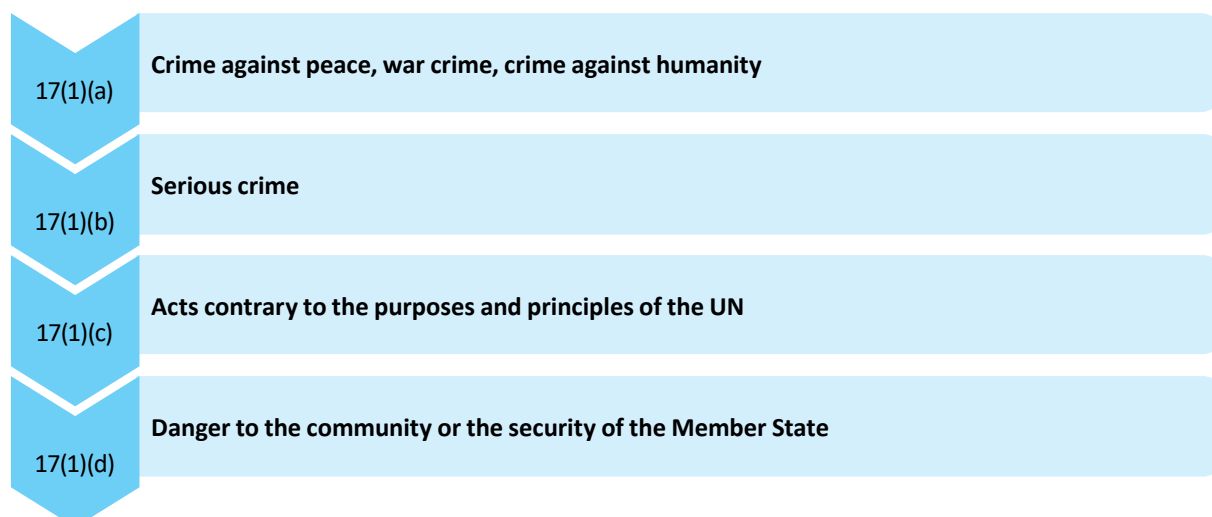 Crime against peace, war crime, crime against humanity
17(1)(a)
Serious crime
17(1)(b)
Acts contrary to the purposes and principles of the UN
17(1)(c)
Danger to the community or the security of the Member State
17(1)(d)